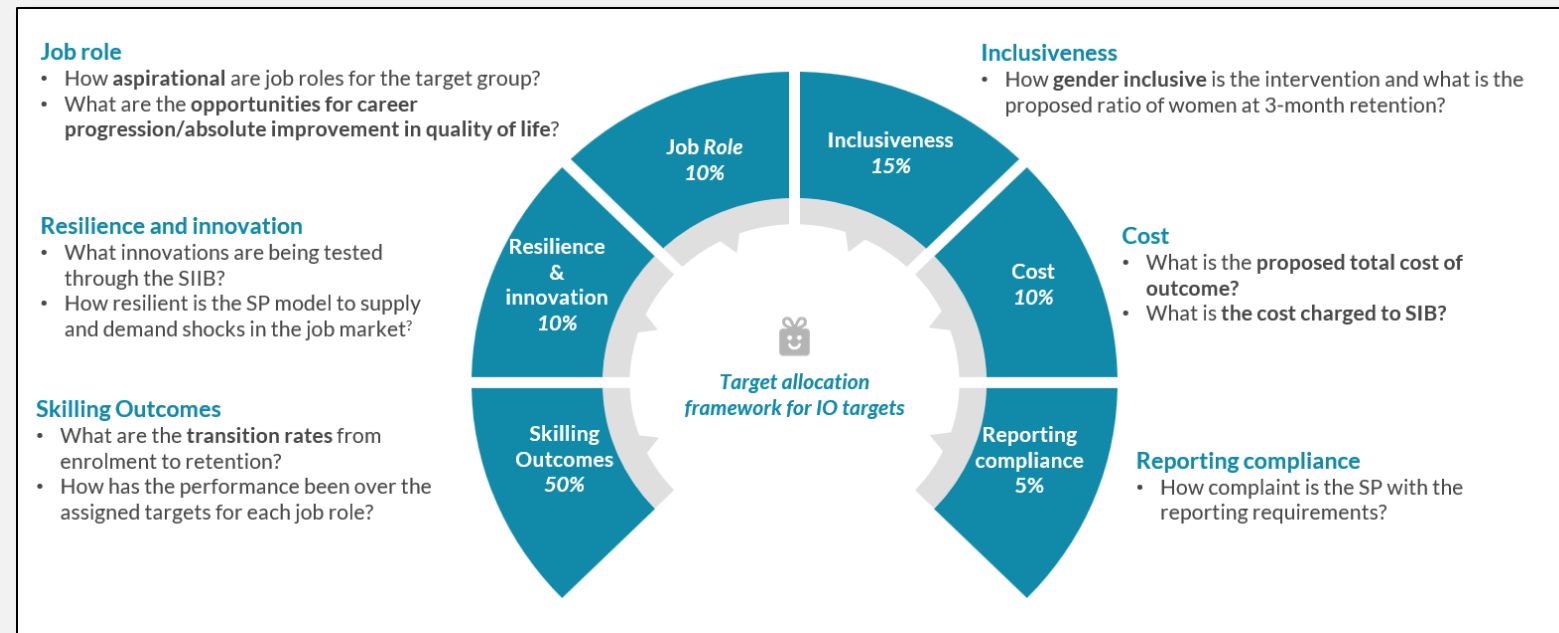 Job role
• How aspirational are job roles for the target group?
• What are the opportunities for career
progression/absolute improvement in quality of life?
Resilience and innovation
• What innovations are being tested
through the SIIB?
• How resilient is the SP model to supply
and demand shocks in the job market?
Skilling Outcomes
• What are the transition rates from
enrolment to retention?
• How has the performance been over the
assigned targets for each job role?
Skilling
Outcomes
50%
Resilience
&
innovation
10%
Job Role
10%
Inclusiveness
15%
Cost
10%
Reporting
compliance
5%
Target allocation
framework for IO targets
Inclusiveness
• How gender inclusive is the intervention and what is the
proposed ratio of women at 3-month retention?
Cost
• What is the proposed total cost of
outcome?
• What is the cost charged to SIB?
Reporting compliance
• How complaint is the SP with the
reporting requirements?